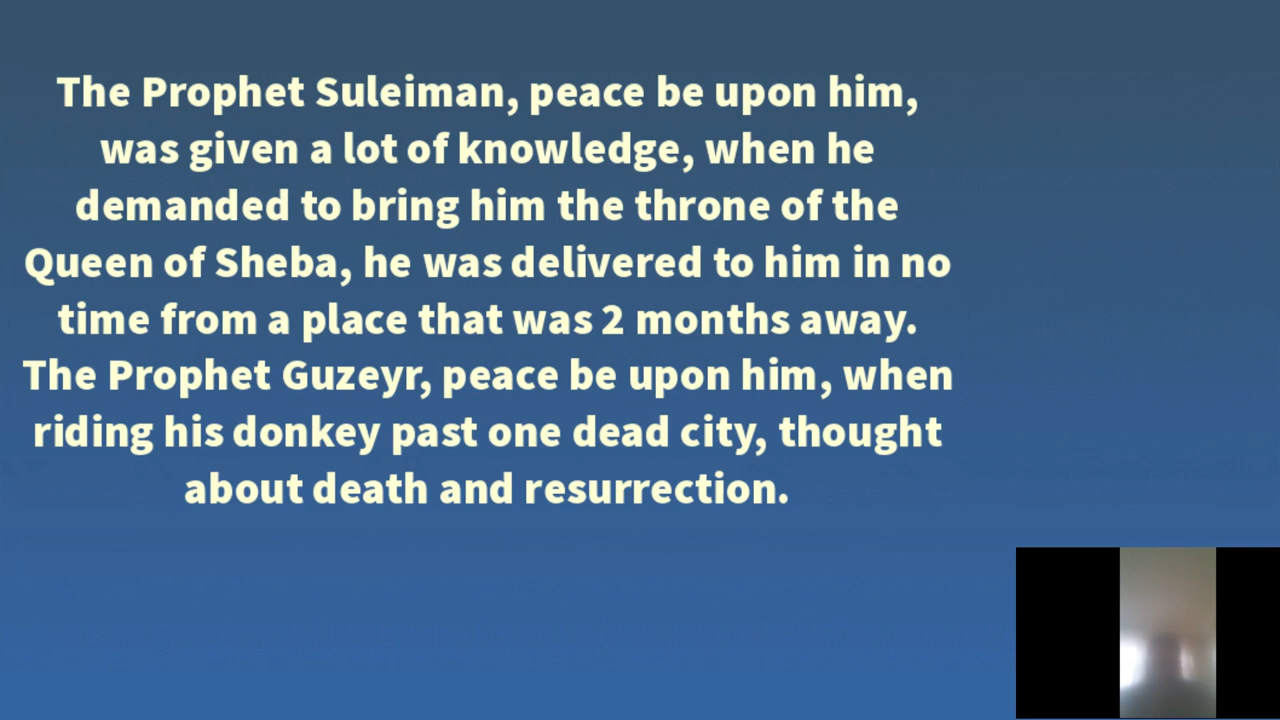 The Prophet Suleiman, peace be upon him,
was given a lot of knowledge, when he
demanded to bring him the throne of the
Queen of Sheba, he was delivered to him in no
time from a place that was 2 months away.
The Prophet Guzeyr, peace be upon him, when
riding his donkey past one dead city, thought
about death and resurrection.